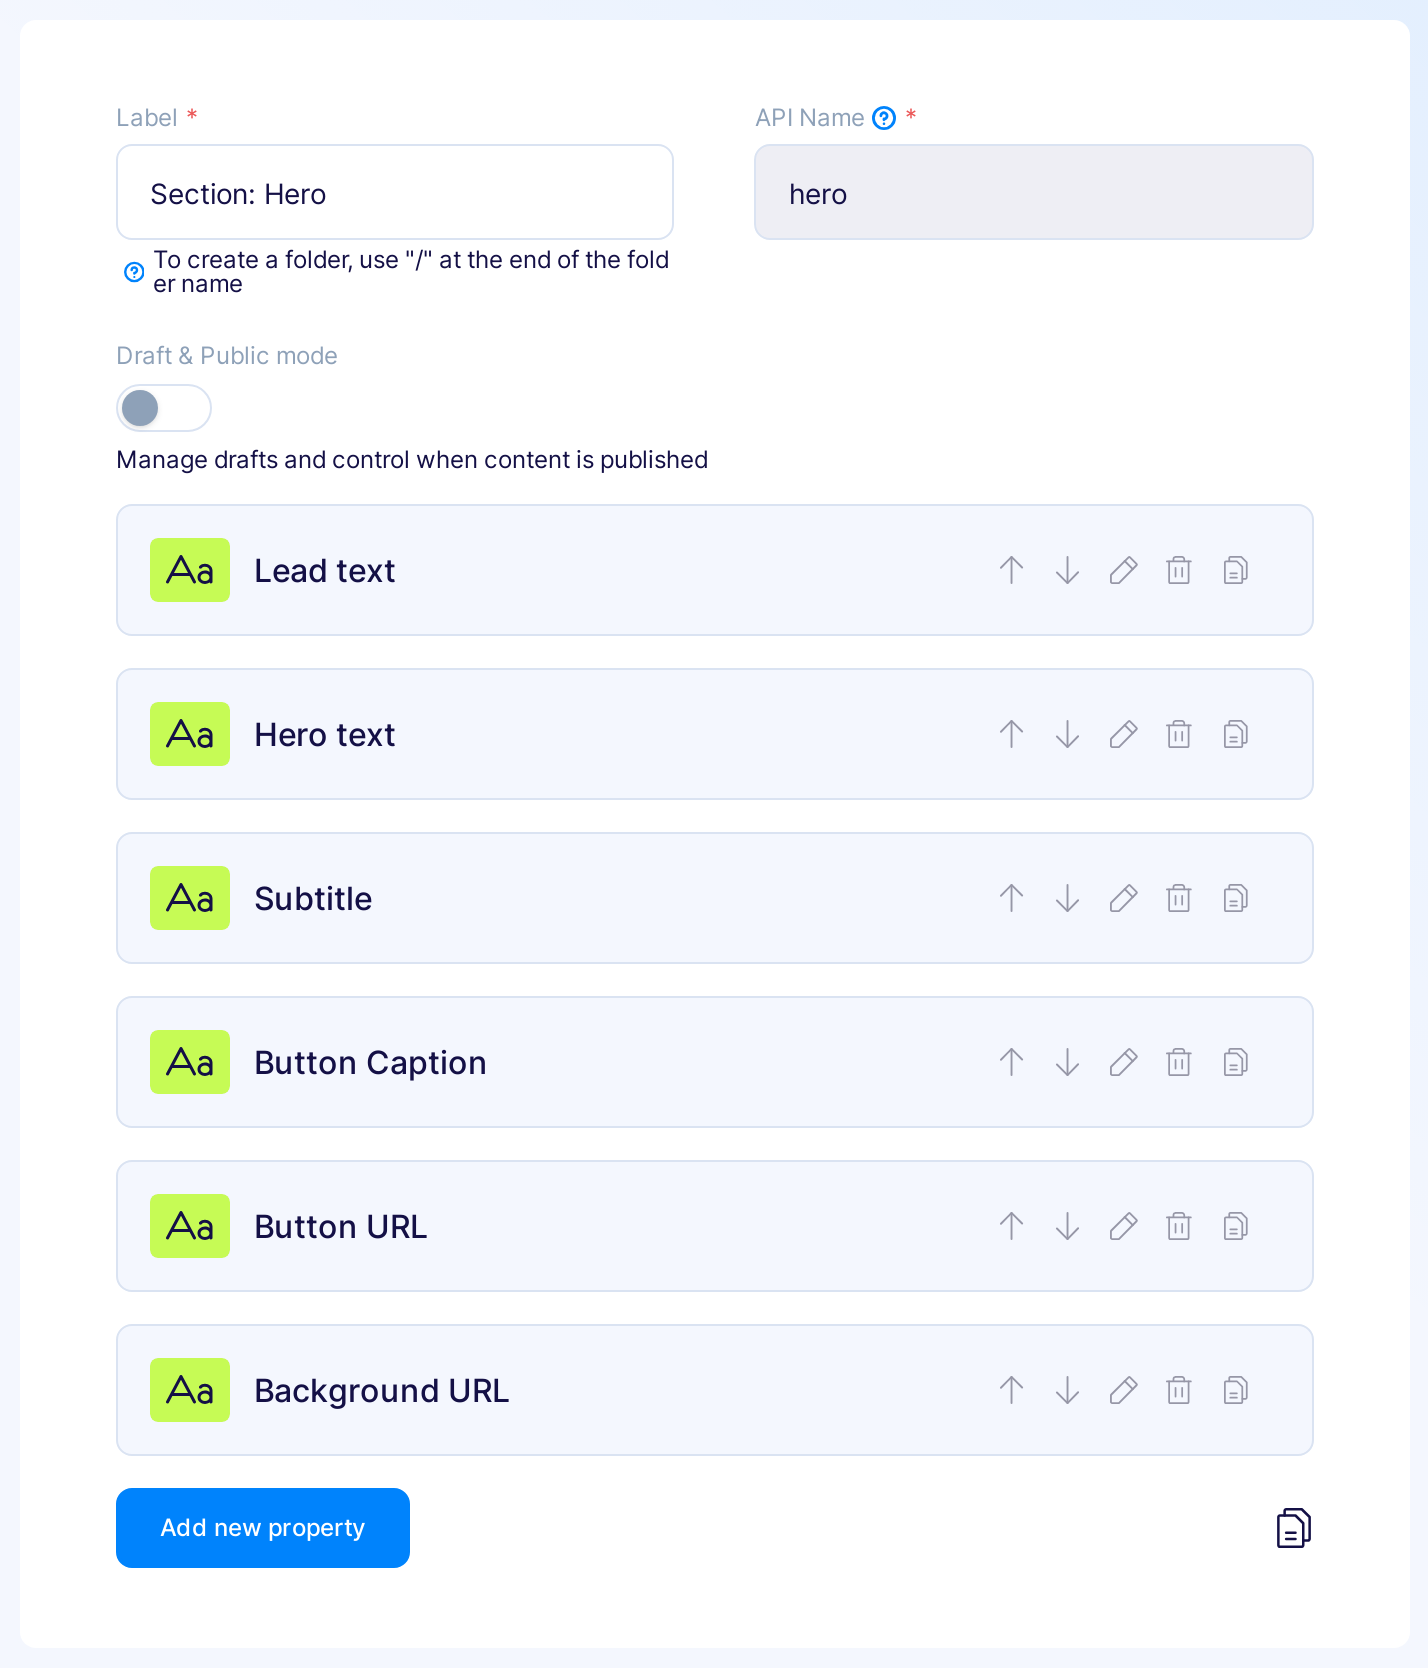 Label *
API Name *
Section: Hero
hero
To create a folder, use "/" at the end of the fold
er name
Draft & Public mode
Manage drafts and control when content is published
Aa Lead text
Aa Hero text
Aa Subtitle
Aa Button Caption
Aa Button URL
Aa Background URL
Add new property